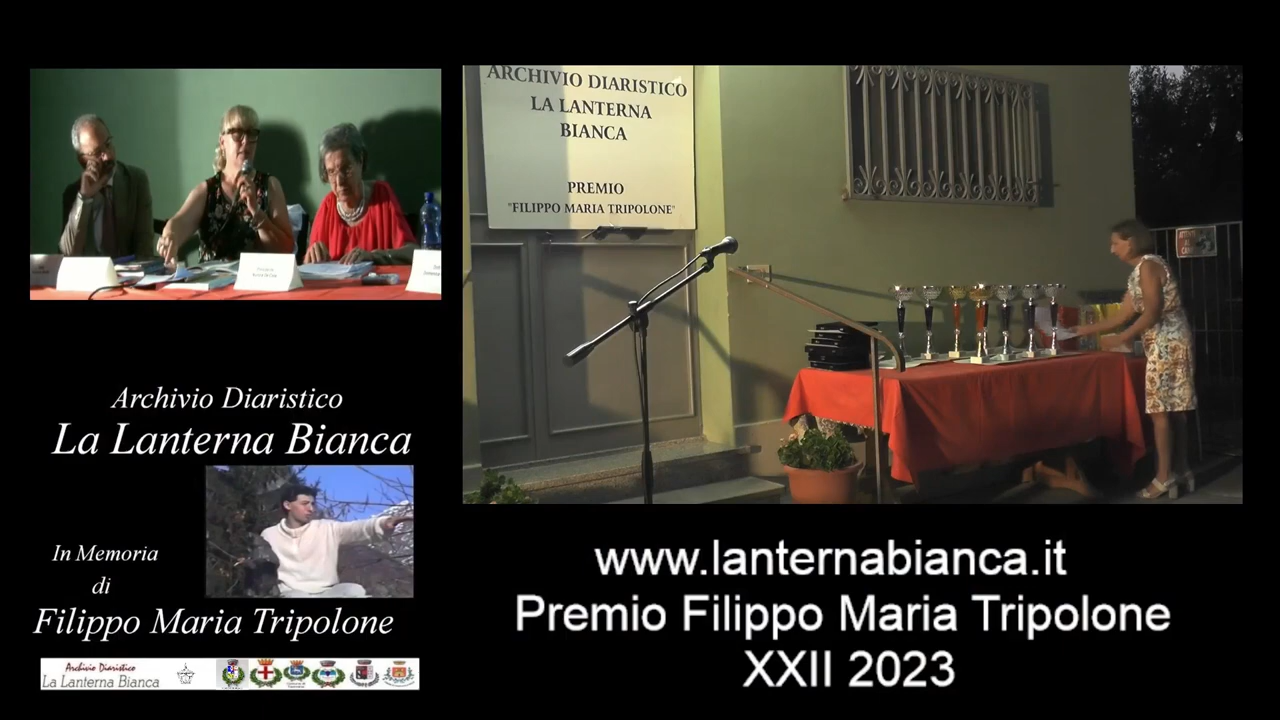 ARCHIVIO DIARISTICO
LA LANTERNA
BIANCA
PREMIO
"FILIPPO MARIA TRIPOLONE"
Archivio Diaristico
La Lanterna Bianca
In Memoria
di
Filippo Maria Tripolone
Archivio Diaristico
La Lanterna Bianca
www.lanternabianca.it
Premio Filippo Maria Tripolone
XXII 2023